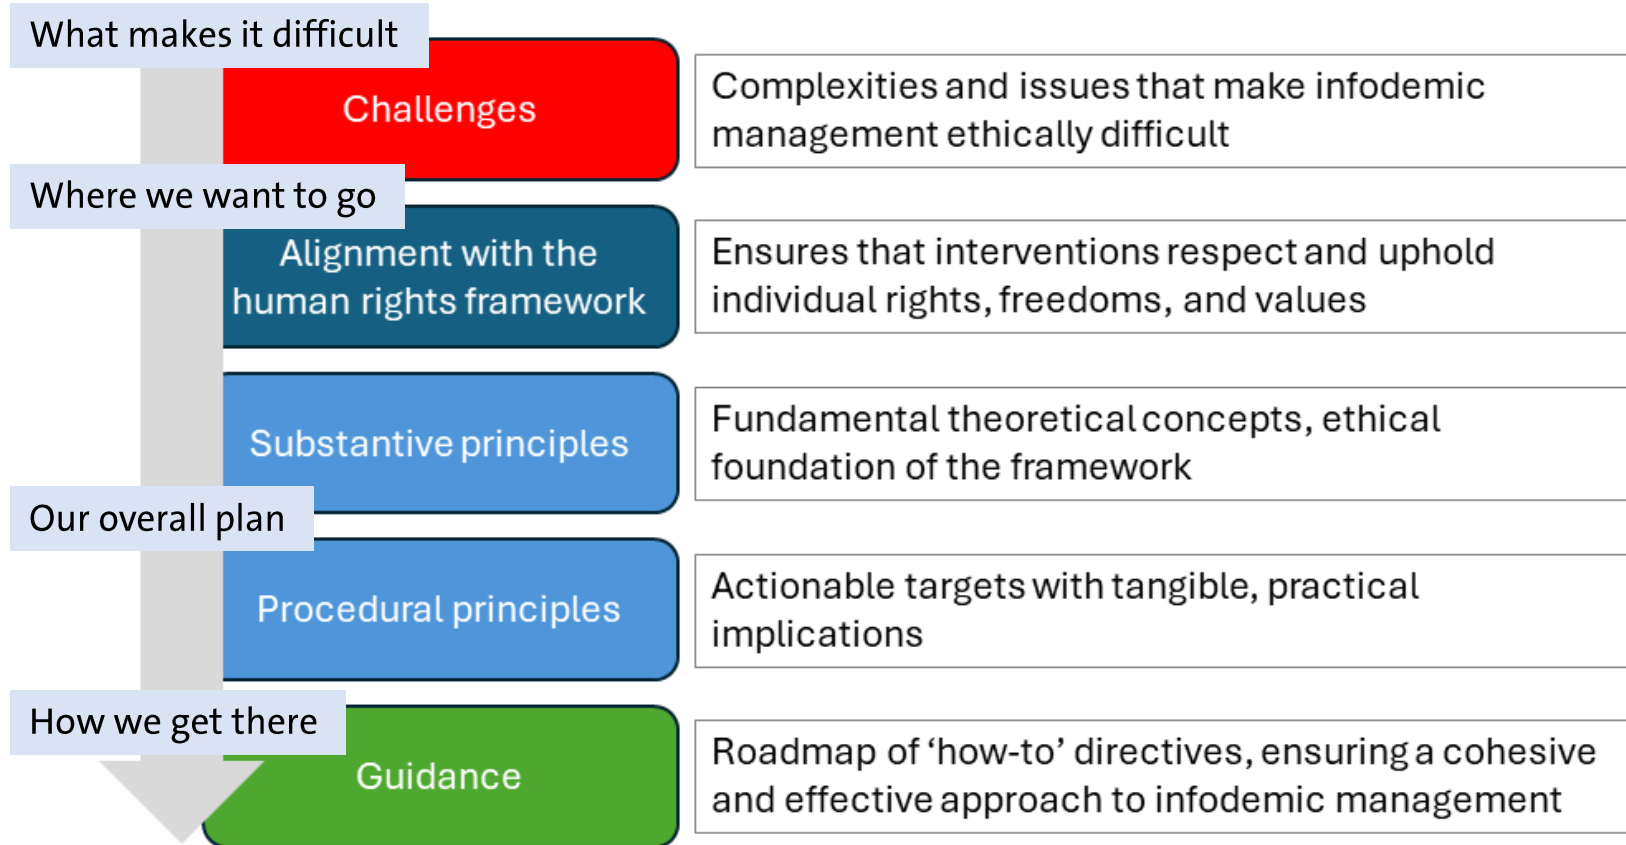 What makes it difficult
Challenges
Complexities and issues that make infodemic
management ethically difficult
Where we want to go
Alignment with the
human rights framework
Ensures that interventions respect and uphold
individual rights, freedoms, and values
Substantive principles
Fundamental theoretical concepts, ethical
foundation of the framework
Our overall plan
Procedural principles
Actionable targets with tangible, practical
implications
How we get there
Guidance
Roadmap of ‘how-to’ directives, ensuring a cohesive
and effective approach to infodemic management